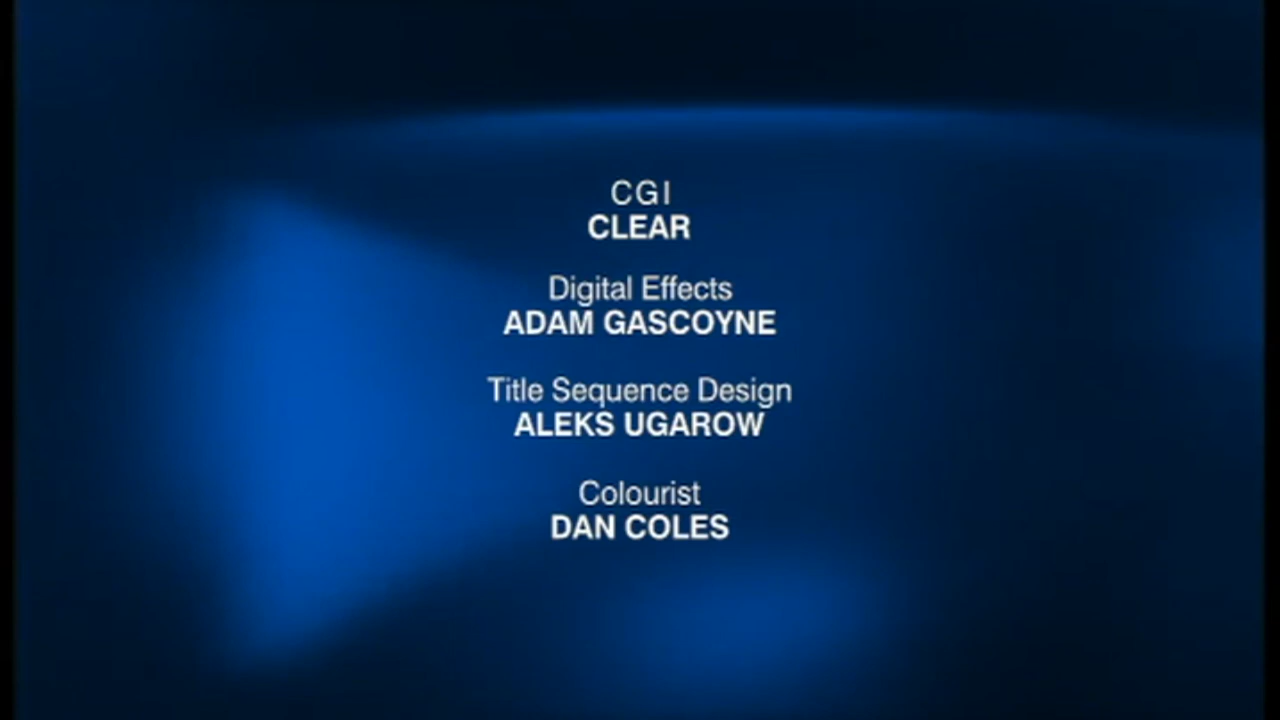 CGI
CLEAR
Digital Effects
ADAM GASCOYNE
Title Sequence Design
ALEKS UGAROW
Colourist
DAN COLES